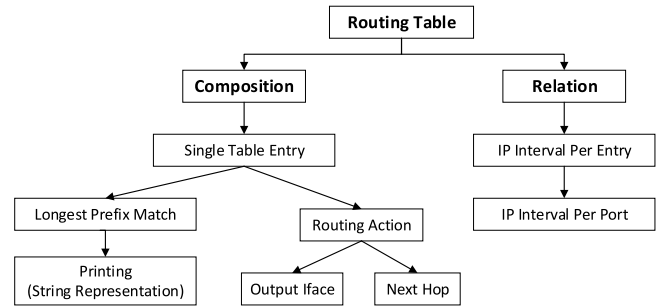 Routing Table
Composition
Relation
Single Table Entry
IP Interval Per Entry
Longest Prefix Match
Routing Action
IP Interval Per Port
Printing
(String Representation)
Output Iface
Next Hop